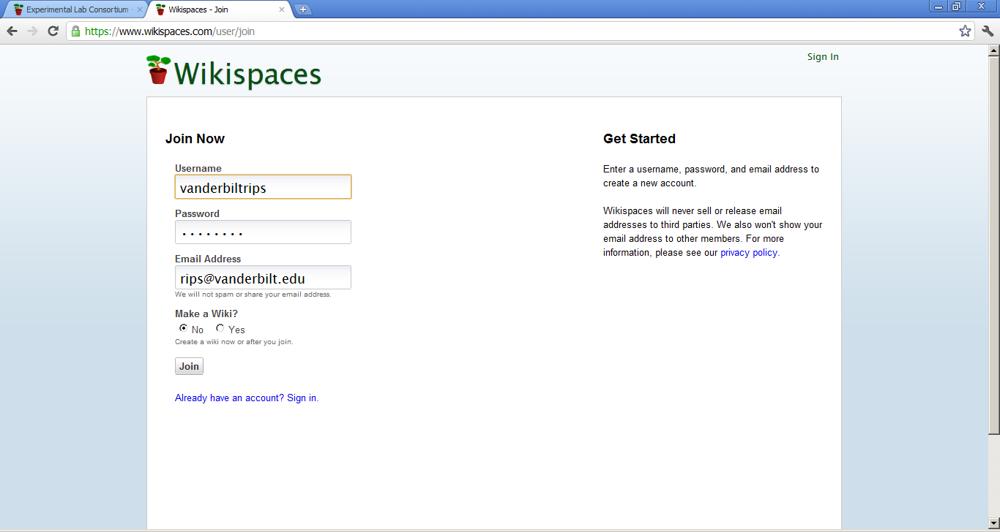 Experimental Lab Consortium -
Wikispaces - Join
https://www.wikispaces.com/user/join
Sign In
Wikispaces
Join Now
Username
vanderbiltrips
Password
••••••••
Email Address
rips@vanderbilt.edu
We will not spam or share your email address.
Make a Wiki?
No Yes
Create a wiki now or after you join.
Join
Already have an account? Sign in.
Get Started
Enter a username, password, and email address to
create a new account.
Wikispaces will never sell or release email
addresses to third parties. We also won't show your
email address to other members. For more
information, please see our privacy policy.